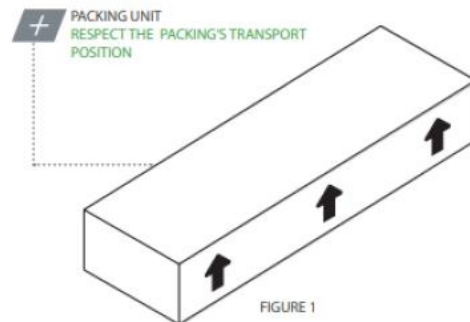 PACKING UNIT
RESPECT THE PACKING'S TRANSPORT
POSITION
FIGURE 1